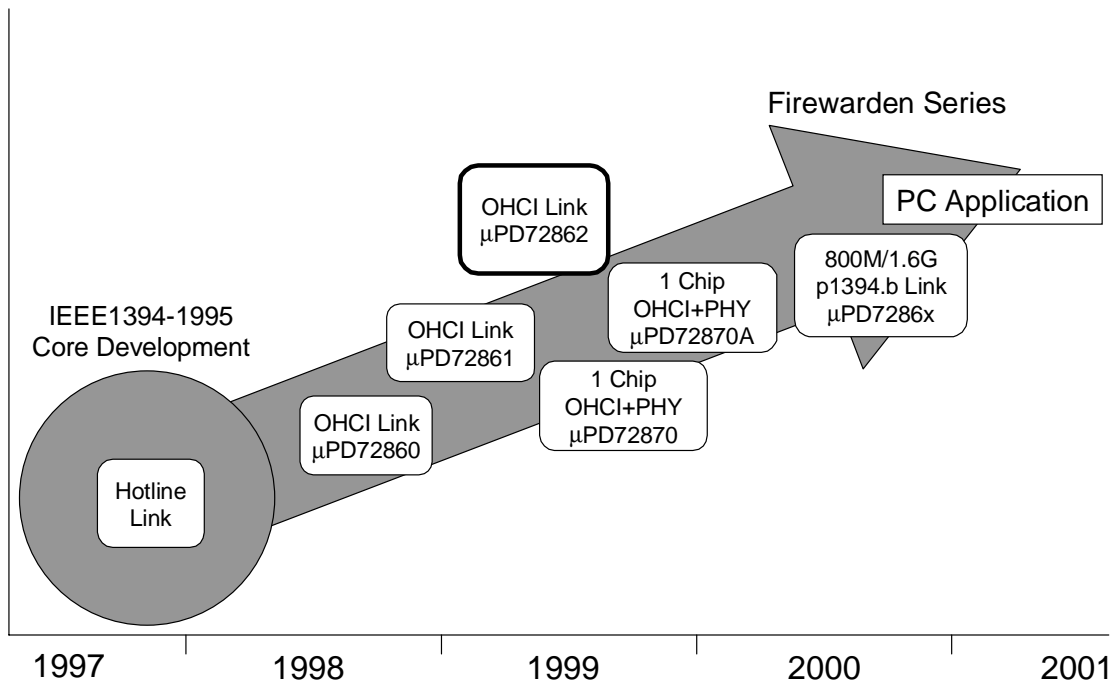 Firewarden Series
PC Application
OHCI Link
μPD72862
800M/1.6G
p1394.b Link
μPD7286x
1 Chip
OHCI+PHY
μPD72870A
IEEE1394-1995
Core Development
OHCI Link
μPD72861
1 Chip
OHCI+PHY
μPD72870
OHCI Link
μPD72860
Hotline
Link
1997
1998
1999
2000
2001